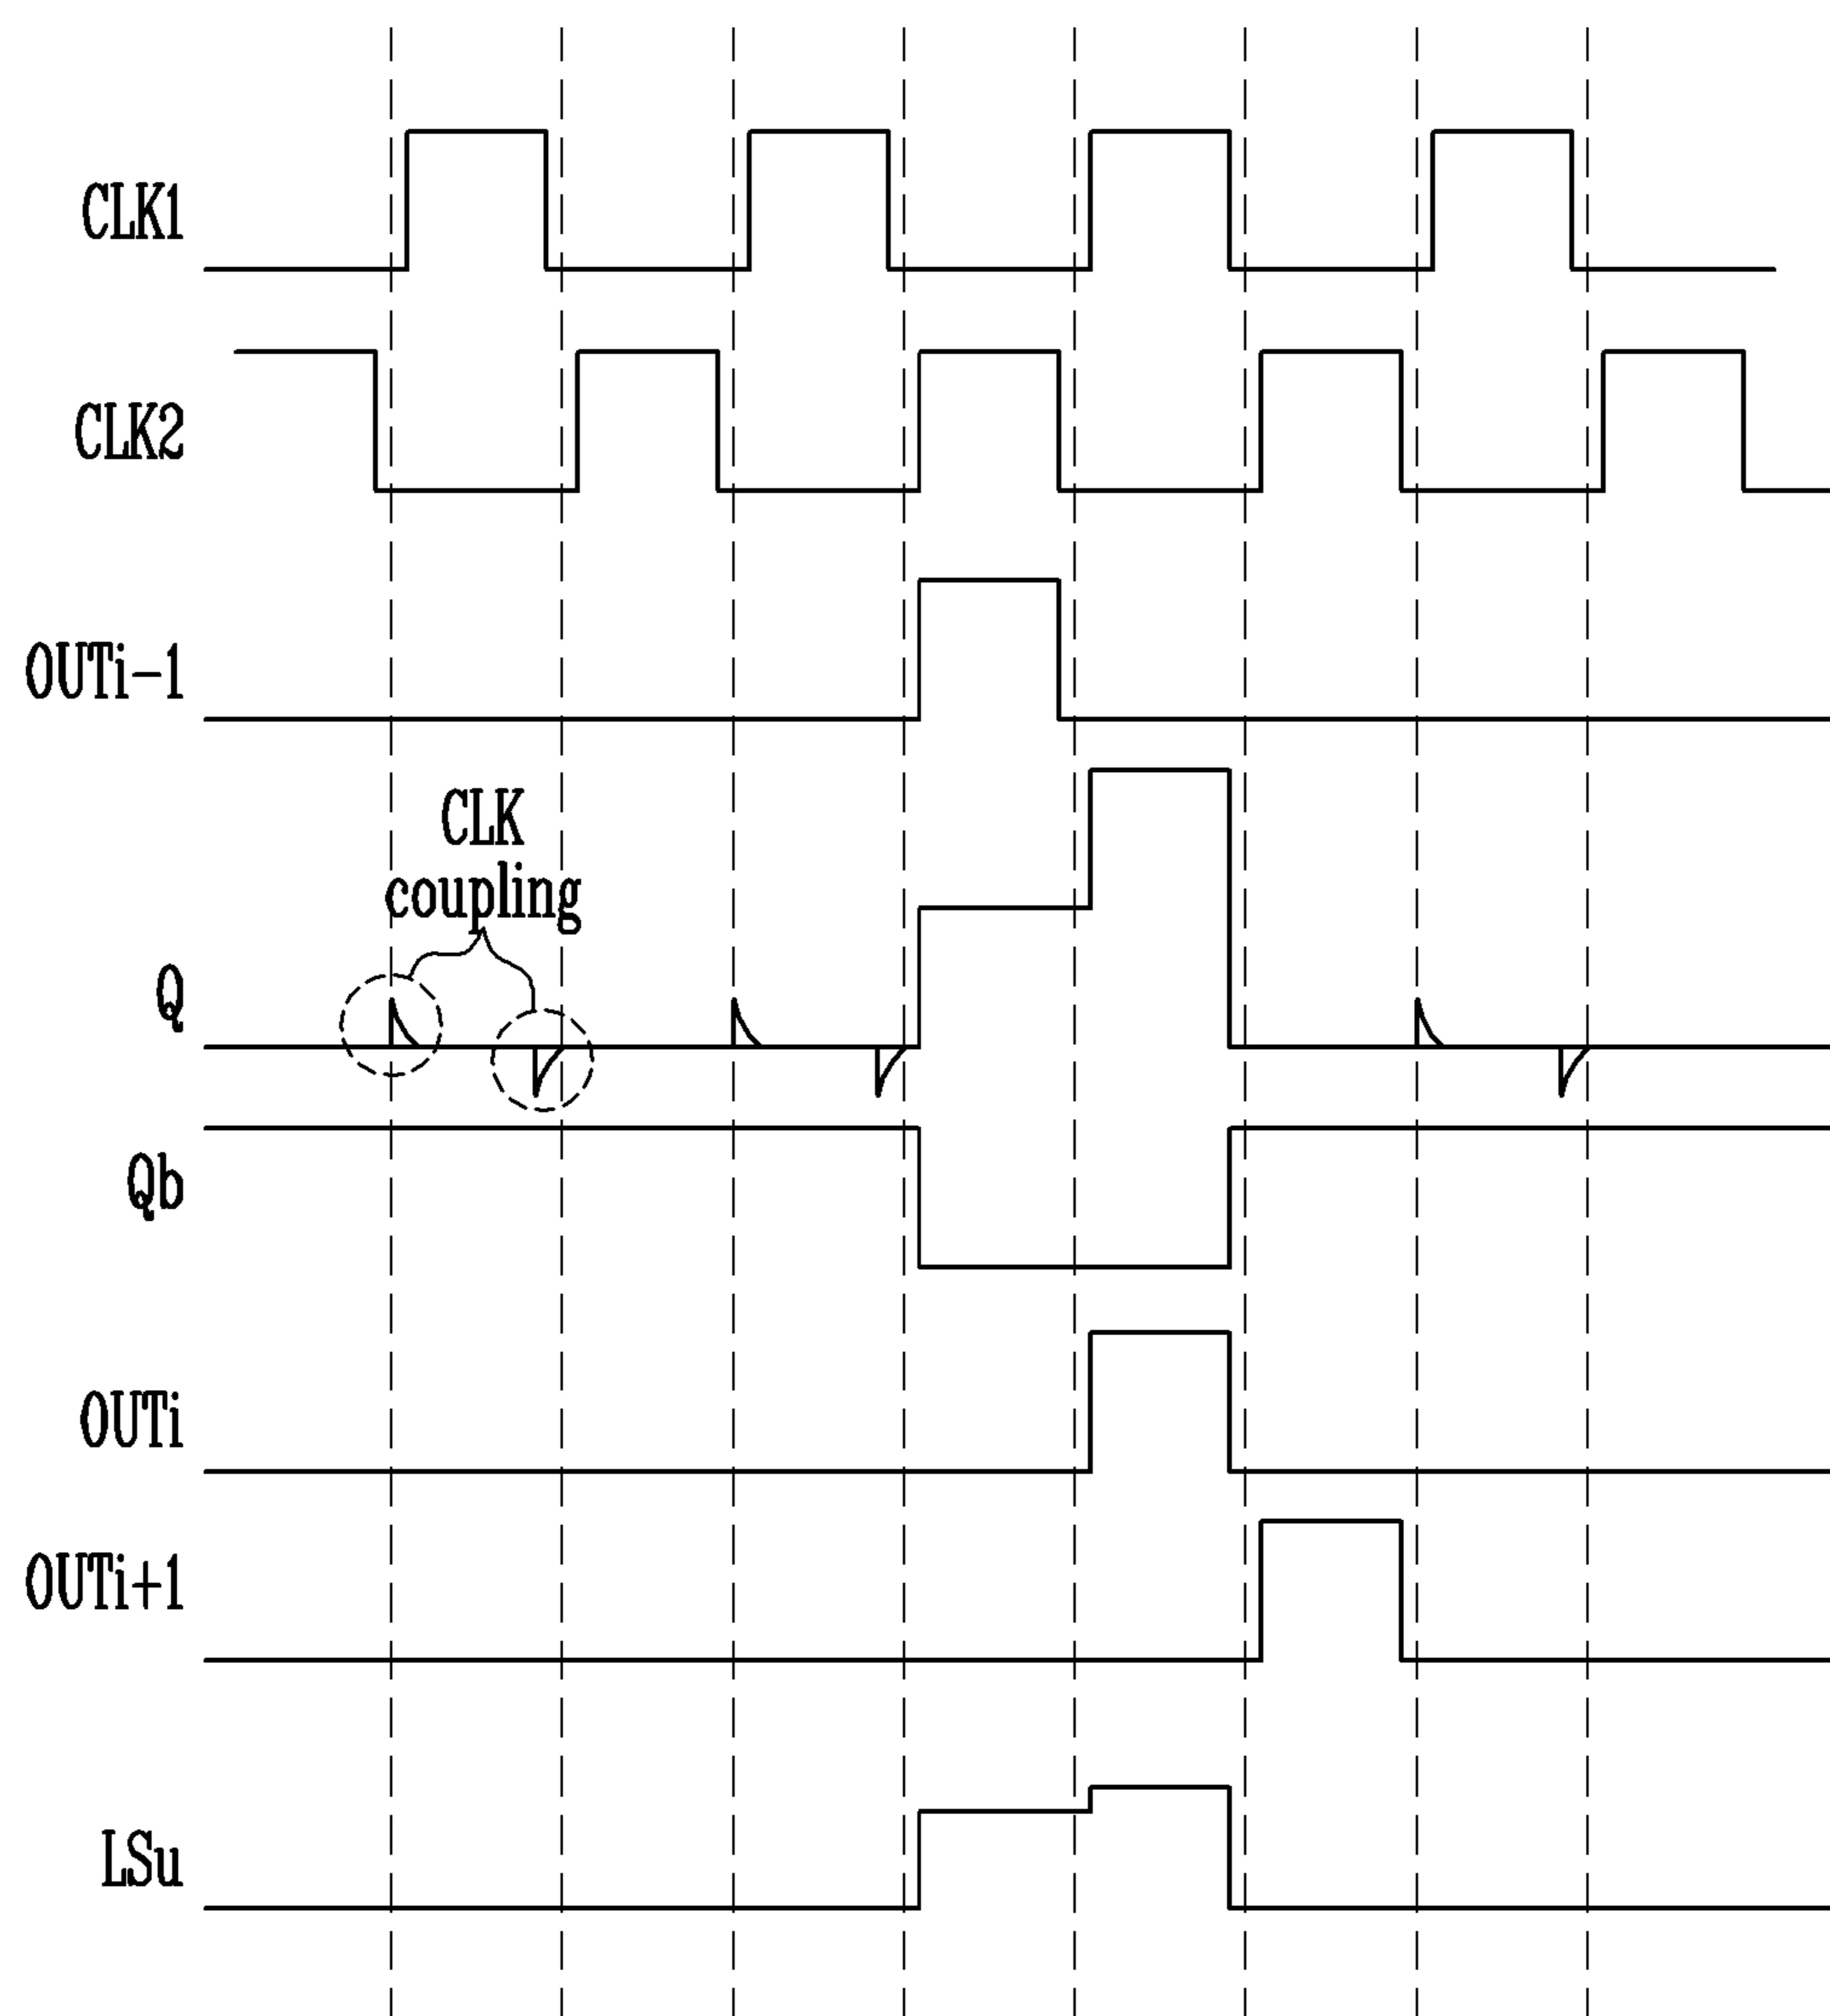 CLK1
CLK2
OUTi-1
CLK
coupling
Q
Qb
OUTi
OUTi+1
LSu